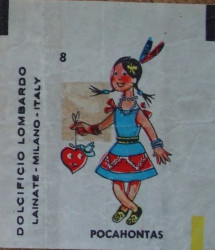 DOLCIFICIO LOMBARDO
LAINATE - MILANO - ITALY
8
POCAHONTAS